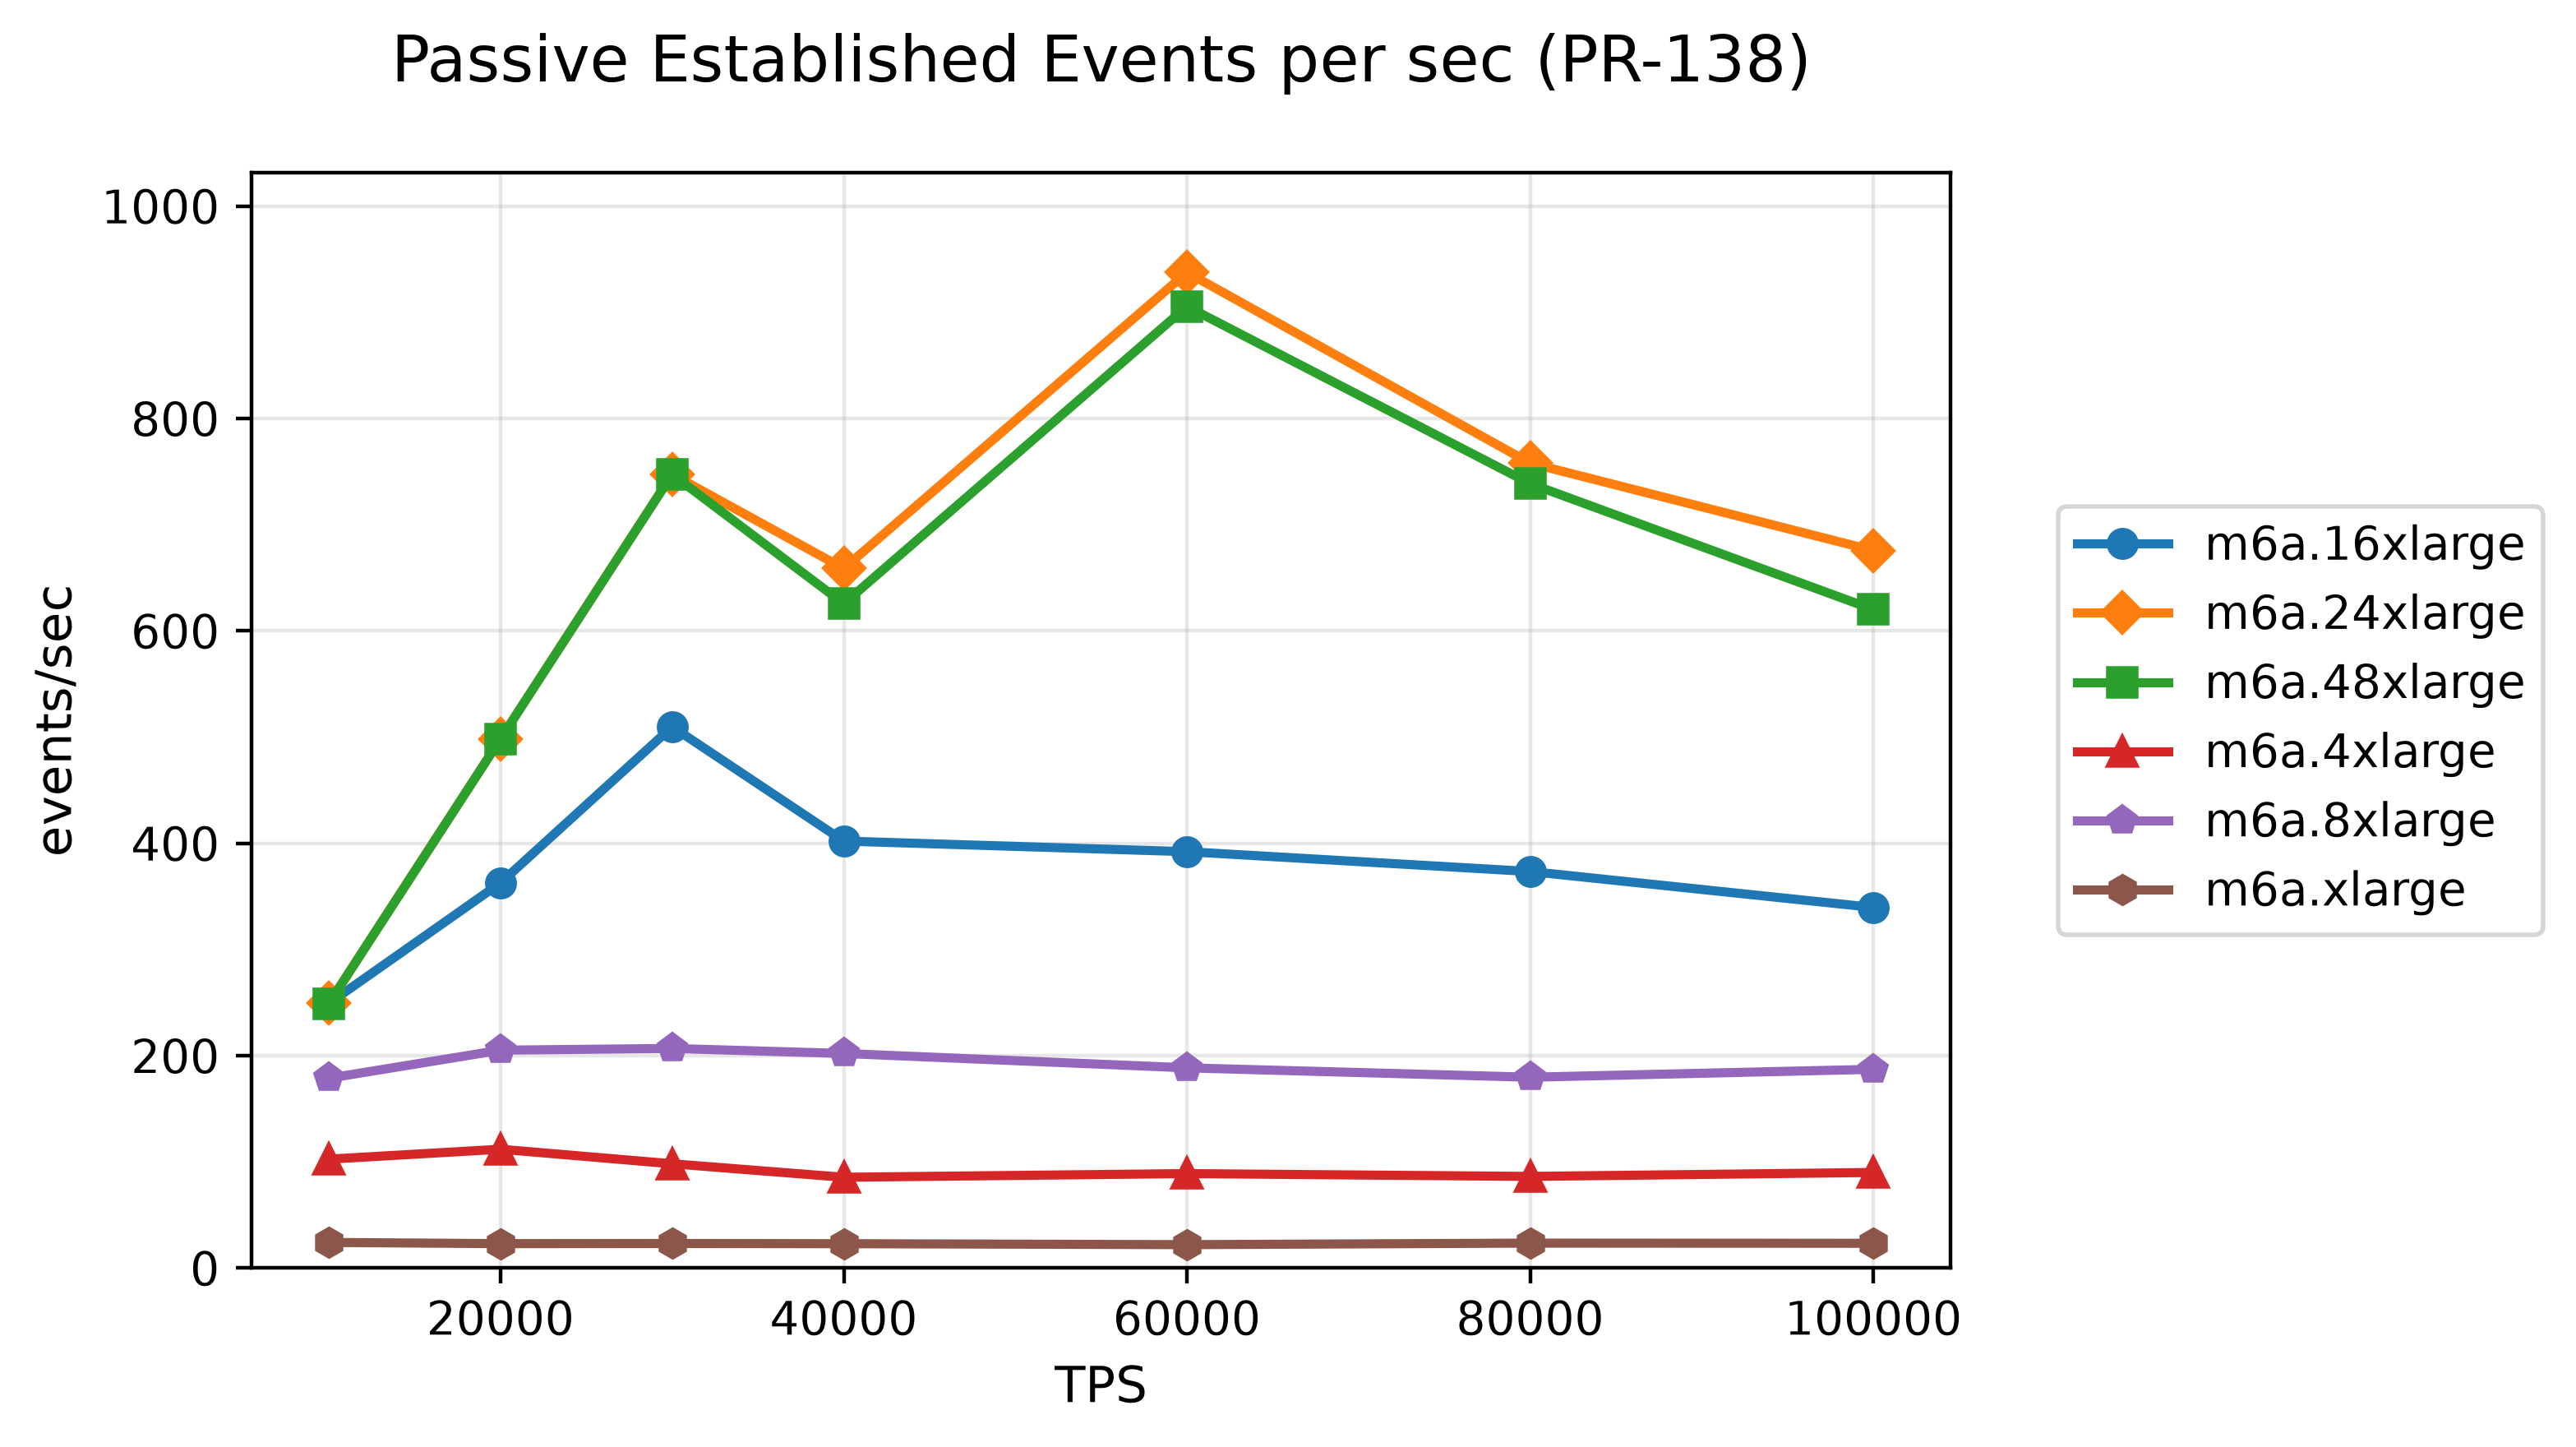 Passive Established Events per sec (PR-138)
1000
800
600
400
200
0
events/sec
20000 40000 60000 80000 100000
TPS
m6a.16xlarge
m6a.24xlarge
m6a.48xlarge
m6a.4xlarge
m6a.8xlarge
m6a.xlarge